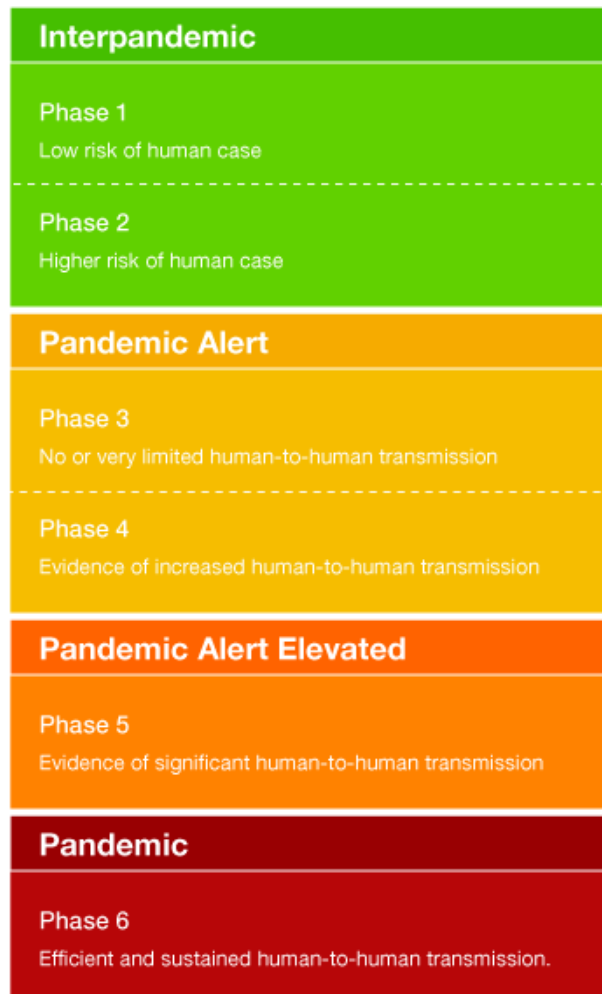 Interpandemic
Phase 1
Low risk of human case
Phase 2
Higher risk of human case
Pandemic Alert
Phase 3
No or very limited human-to-human transmission
Phase 4
Evidence of increased human-to-human transmission
Pandemic Alert Elevated
Phase 5
Evidence of significant human-to-human transmission
Pandemic
Phase 6
Efficient and sustained human-to-human transmission.